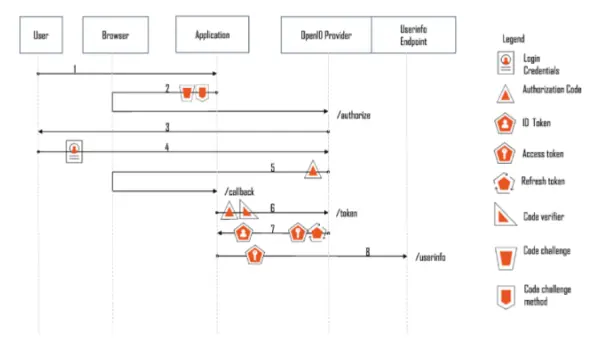 User
Browser
Application
OpenID Provider
Userinfo
Endpoint
Legend
Login
Credentials
Authorization Code
ID Token
Access token
Refresh token
Code verifier
Code challenge
Code challenge
method
1
2
/authorize
3
4
5
/callback
6
/token
7
8
/userinfo